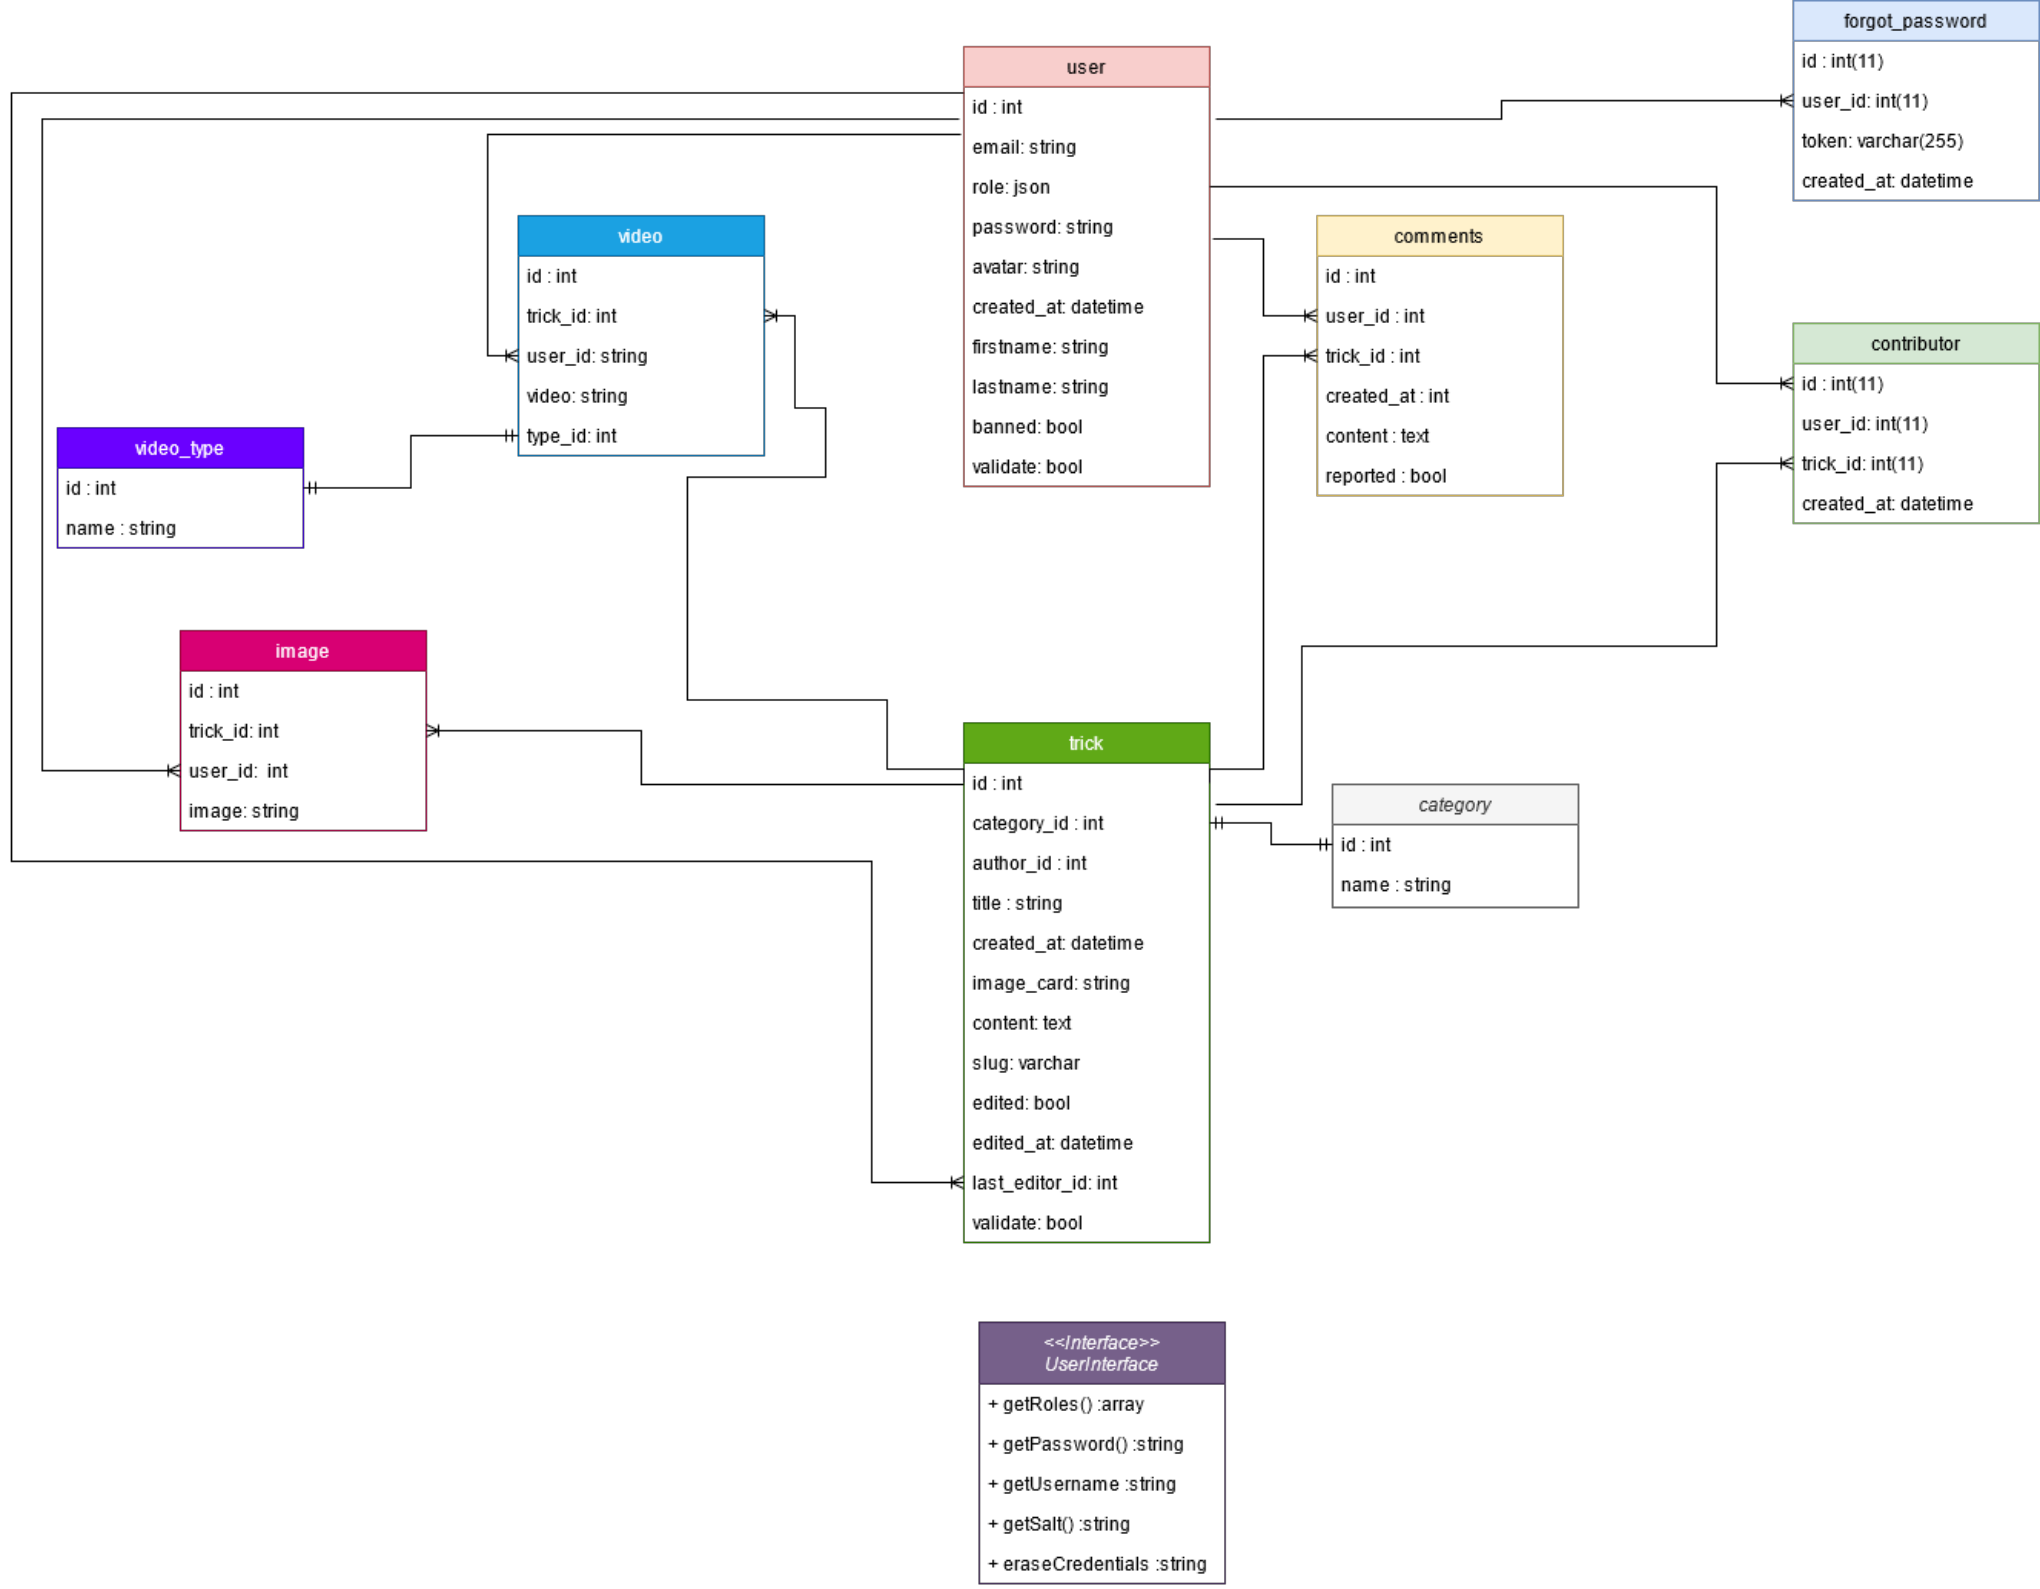 forgot_password
id : int(11)
user_id: int(11)
token: varchar(255)
created_at: datetime
user
id : int
email: string
role: json
password: string
avatar: string
created_at: datetime
firstname: string
lastname: string
banned: bool
validate: bool
video
id : int
trick_id: int
user_id: string
video: string
type_id: int
comments
id : int
user_id : int
trick_id : int
created_at : int
content : text
reported : bool
contributor
id : int(11)
user_id: int(11)
trick_id: int(11)
created_at: datetime
video_type
id : int
name : string
image
id : int
trick_id: int
user_id: int
image: string
trick
id : int
category_id : int
author_id : int
title : string
created_at: datetime
image_card: string
content: text
slug: varchar
edited: bool
edited_at: datetime
last_editor_id: int
validate: bool
category
id : int
name : string
<<Interface>>
UserInterface
+ getRoles() :array
+ getPassword() :string
+ getUsername :string
+ getSalt() :string
+ eraseCredentials :string